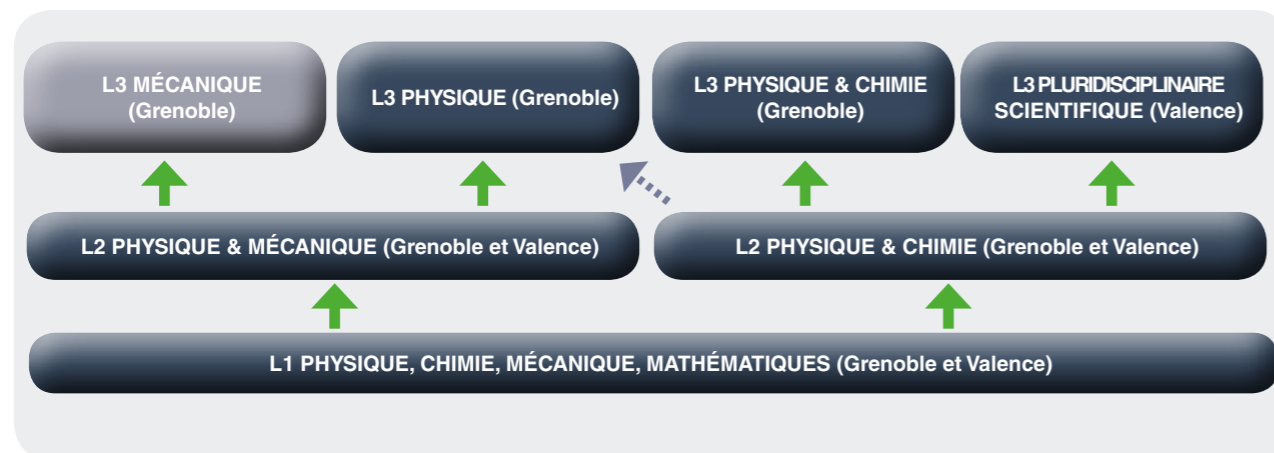 L3 MÉCANIQUE
(Grenoble)
L3 PHYSIQUE (Grenoble)
L3 PHYSIQUE & CHIMIE
(Grenoble)
L3 PLURIDISCIPLINAIRE
SCIENTIFIQUE (Valence)
L2 PHYSIQUE & MÉCANIQUE (Grenoble et Valence)
L2 PHYSIQUE & CHIMIE (Grenoble et Valence)
L1 PHYSIQUE, CHIMIE, MÉCANIQUE, MATHÉMATIQUES (Grenoble et Valence)